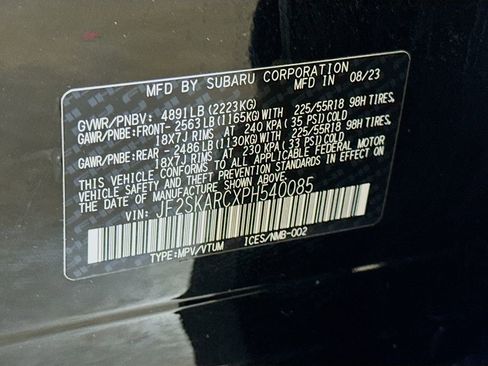 MFD BY SUBARU CORPORATION
MFD IN 08/23
GVWR/PNBV: 4891LB(2223KG)
GAWR/PNBE:FRONT- 2563LB(1165KG)WITH 225/55R18 98H TIRES,
18X7J RIMS AT 240 KPA(35 PSI)COLD
GAWR/PNBE:REAR - 2486LB(1130KG)WITH 225/55R18 98H TIRES,
18X7J RIMS AT 230 KPA(33 PSI)COLD
THIS VEHICLE CONFORMS TO ALL APPLICABLE FEDERAL MOTOR
VEHICLE SAFETY AND THEFT PREVENTION STANDARDS IN EFFECT
ON THE DATE OF MANUFACTURE SHOWN ABOVE.
VIN: JF2SKARCXPH540085
TYPE:MPV/VTUM ICES/NMB-002